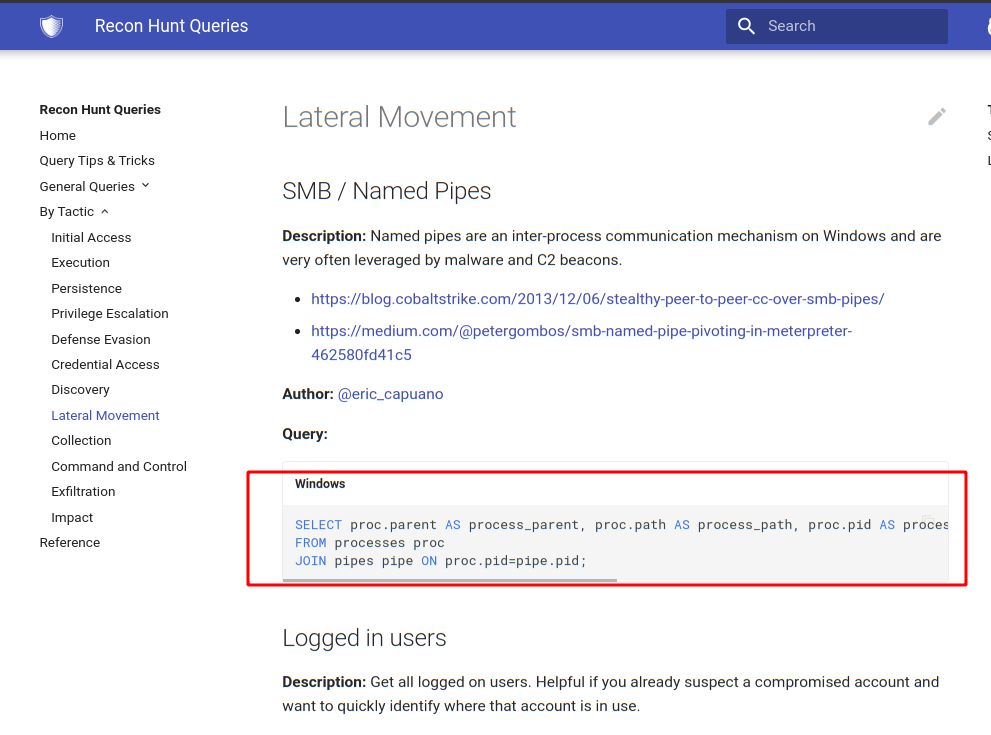 Recon Hunt Queries
Search
Recon Hunt Queries
Home
Query Tips & Tricks
General Queries
By Tactic
Initial Access
Execution
Persistence
Privilege Escalation
Defense Evasion
Credential Access
Discovery
Lateral Movement
Collection
Command and Control
Exfiltration
Impact
Reference
Lateral Movement
SMB / Named Pipes
Description: Named pipes are an inter-process communication mechanism on Windows and are
very often leveraged by malware and C2 beacons.
https://blog.cobaltstrike.com/2013/12/06/stealthy-peer-to-peer-cc-over-smb-pipes/
https://medium.com/@petergombos/smb-named-pipe-pivoting-in-meterpreter-
462580fd41c5
Author: @eric_capuano
Query:
Windows
SELECT proc.parent AS process_parent, proc.path AS process_path, proc.pid AS proces
FROM processes proc
JOIN pipes pipe ON proc.pid=pipe.pid;
Logged in users
Description: Get all logged on users. Helpful if you already suspect a compromised account and
want to quickly identify where that account is in use.